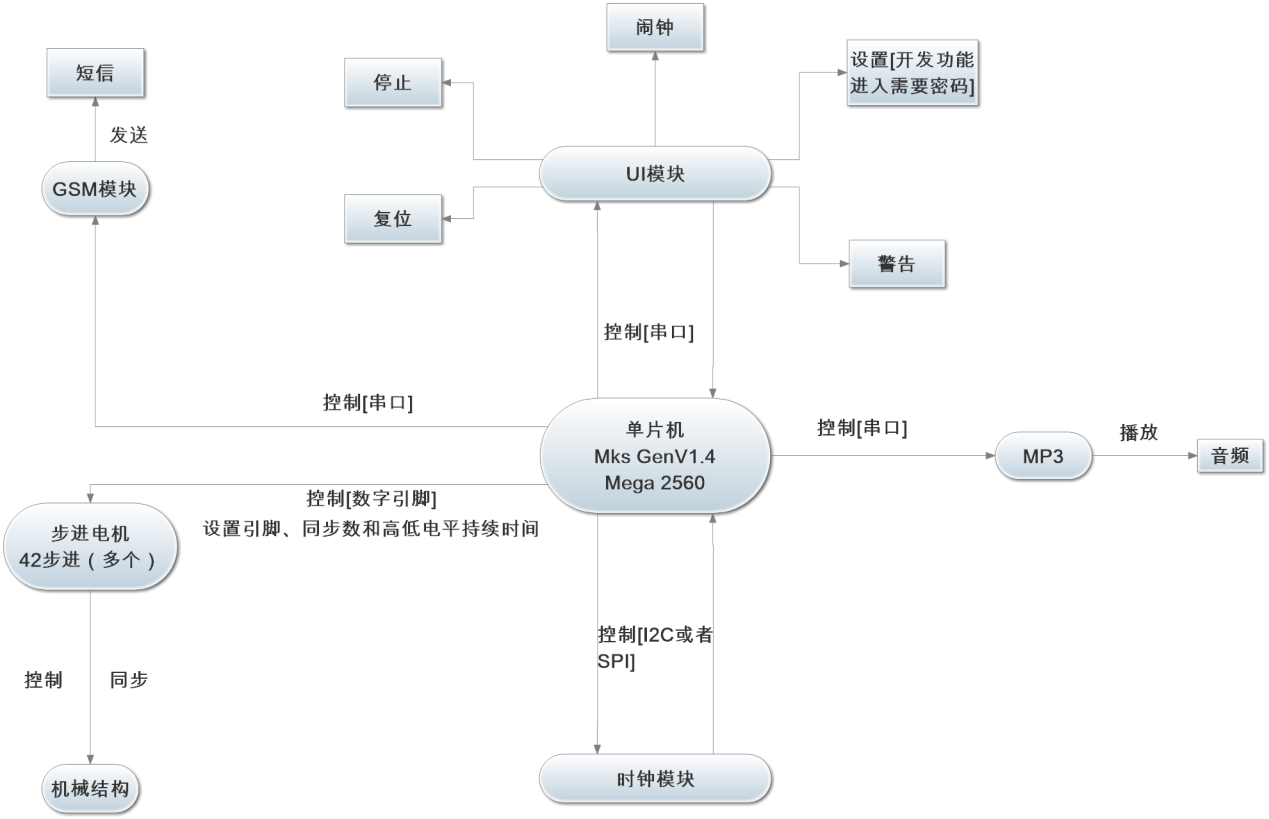 闹钟
短信
停止
设置[开发功能
进入需要密码]
发送
UI模块
GSM模块
复位
警告
控制[串口]
控制[串口]
单片机
Mks GenV1.4
Mega 2560
控制[串口]
MP3
播放
音频
控制[数字引脚]
设置引脚、同步数和高低电平持续时间
步进电机
42步进（多个）
控制[I2C或者
SPI]
控制
同步
时钟模块
机械结构